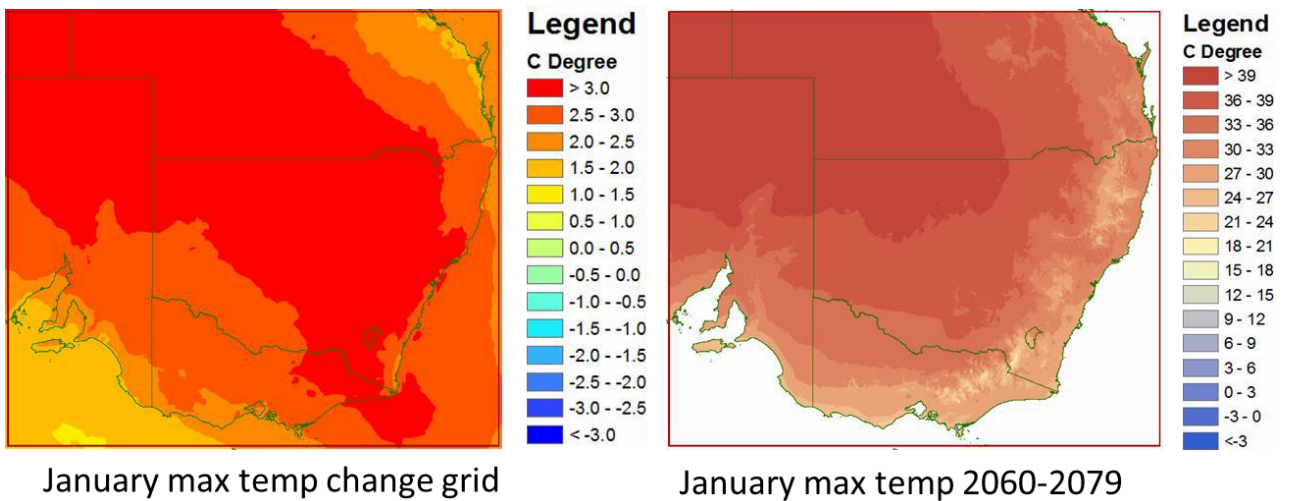 Legend
C Degree
> 3.0
2.5 - 3.0
2.0 - 2.5
1.5 - 2.0
1.0 - 1.5
0.5 - 1.0
0.0 - 0.5
-0.5 - 0.0
-1.0 - -0.5
-1.5 - -1.0
-2.0 - -1.5
-2.5 - -2.0
-3.0 - -2.5
< -3.0
January max temp change grid
Legend
C Degree
> 39
36 - 39
33 - 36
30 - 33
27 - 30
24 - 27
21 - 24
18 - 21
15 - 18
12 - 15
9 - 12
6 - 9
3 - 6
0 - 3
-3 - 0
<-3
January max temp 2060-2079